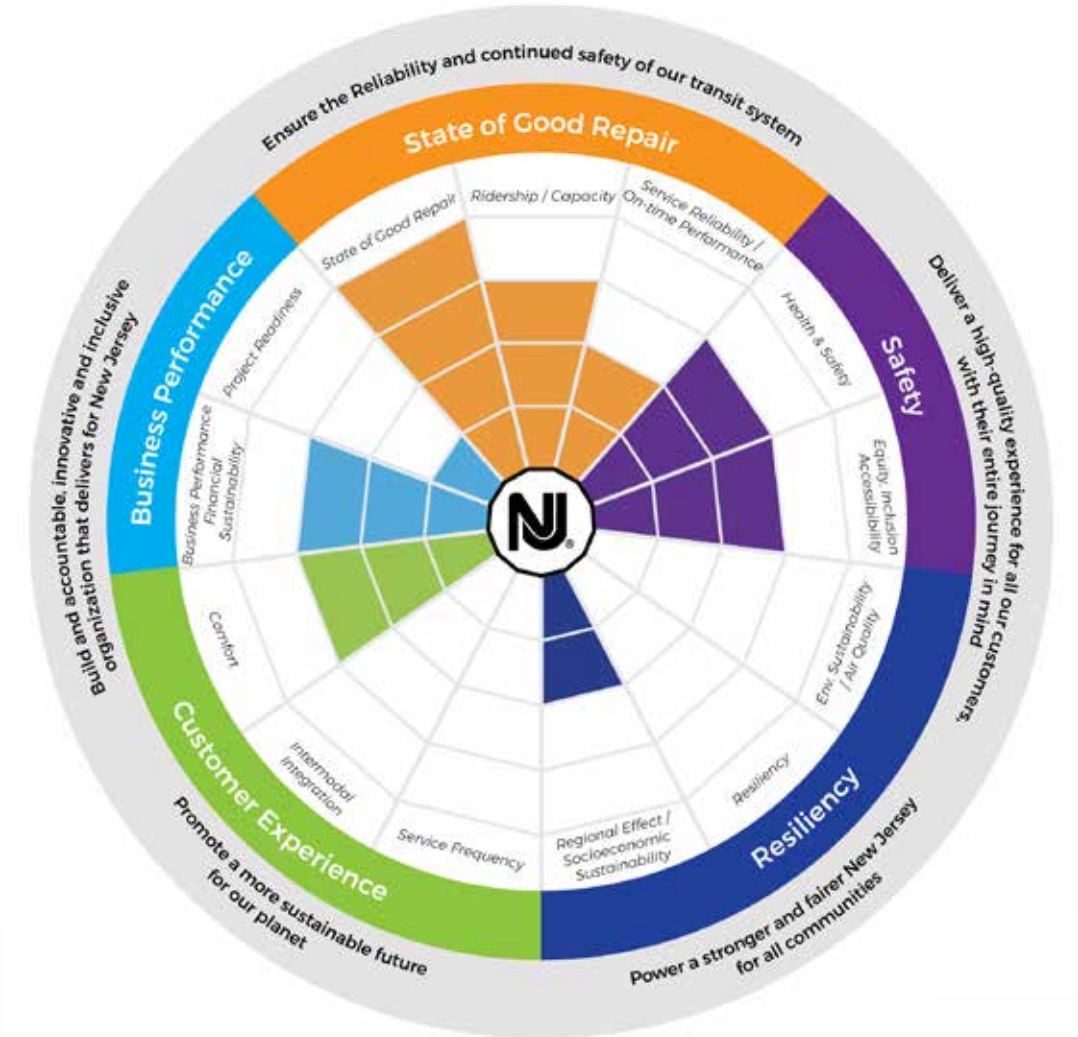 Ensure the Reliability and continued safety of our transit system
State of Good Repair
State of Good Repair
Ridership / Capacity
Service Reliability /
On-time Performance
Deliver a high-quality experience for all our customers,
with their entire journey in mind
Safety
Health & Safety
Equity, Inclusion
Accessibibility
Env. Sustainability
/ Air Quality
Resiliency
Resiliency
Regional Effect /
Socioeconomic
Sustainability
Power a stronger and fairer New Jersey
for all communities
Service Frequency
Intermodal
Integration
Comfort
Customer Experience
Promote a more sustainable future
for our planet
Business Performance
Financial
Sustainability
Project Readiness
Business Performance
Build and accountable, innovative and inclusive
organization that delivers for New Jersey
NJ®